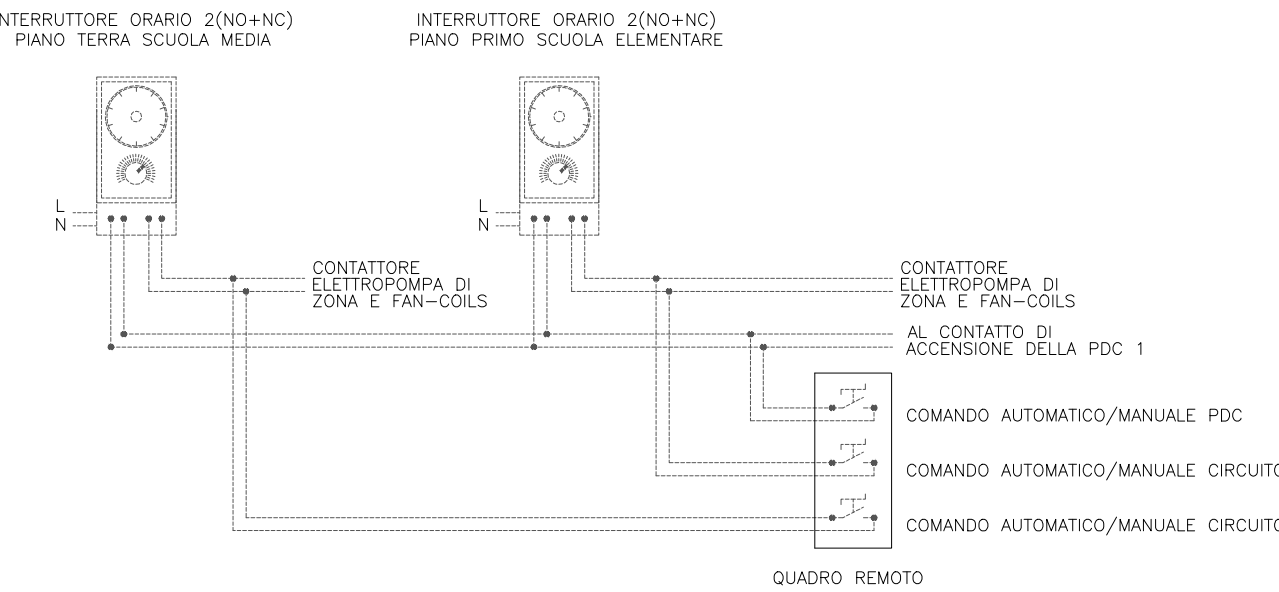 NTERRUTTORE ORARIO 2(NO+NC)
PIANO TERRA SCUOLA MEDIA
INTERRUTTORE ORARIO 2(NO+NC)
PIANO PRIMO SCUOLA ELEMENTARE
L
N
L
N
CONTATTORE
ELETTROPOMPA DI
ZONA E FAN-COILS
CONTATTORE
ELETTROPOMPA DI
ZONA E FAN-COILS
AL CONTATTO DI
ACCENSIONE DELLA PDC 1
COMANDO AUTOMATICO/MANUALE PDC
COMANDO AUTOMATICO/MANUALE CIRCUITO
COMANDO AUTOMATICO/MANUALE CIRCUITO
QUADRO REMOTO